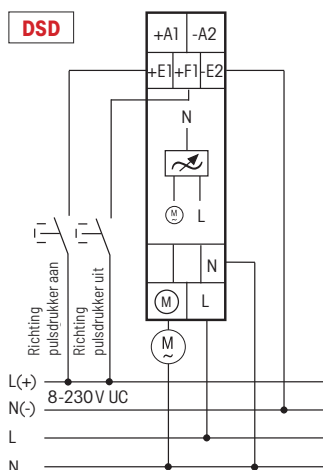 DSD
+A1 -A2
+E1 +F1 -E2
N
M L
N
M L
M
~
Richting
pulsdrukker aan
Richting
pulsdrukker uit
L(+)
8-230 V UC
N(-)
L
N